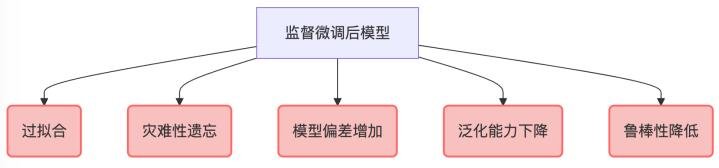 监督微调后模型
过拟合
灾难性遗忘
模型偏差增加
泛化能力下降
鲁棒性降低